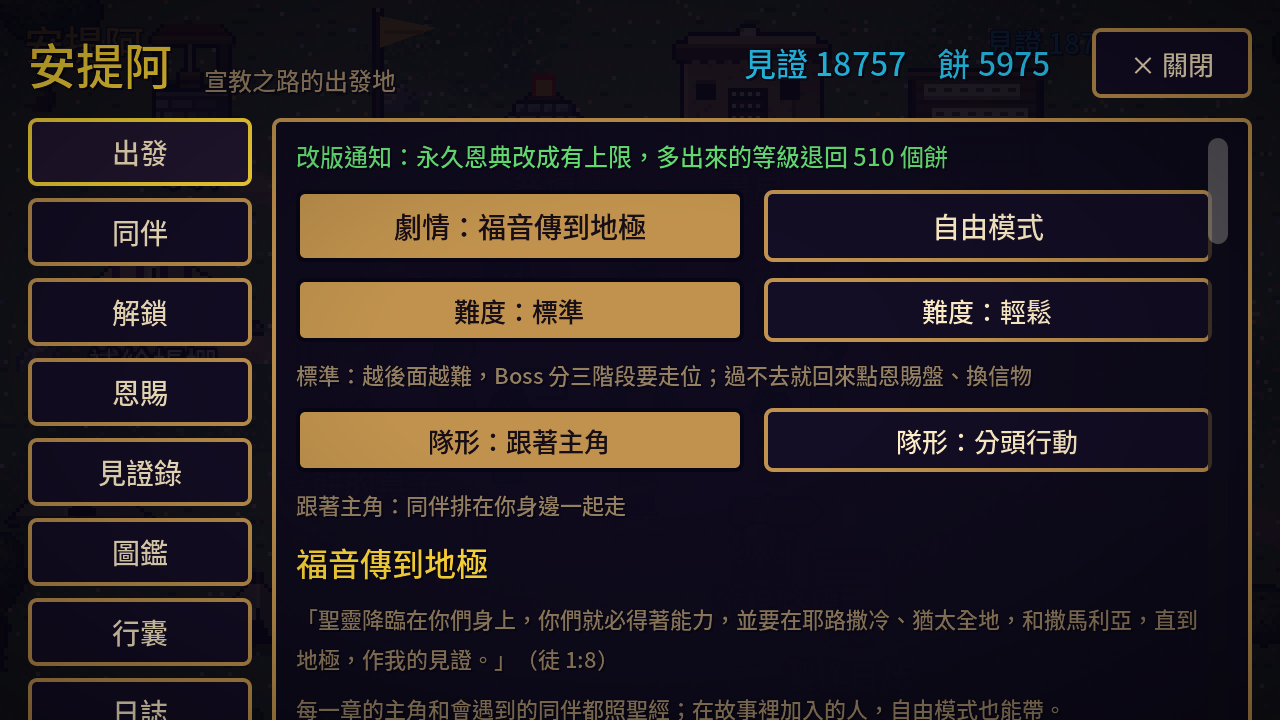 安提阿
宣教之路的出發地
見證 18757
餅 5975
× 關閉
出發
同伴
解鎖
恩賜
見證錄
圖鑑
行囊
日誌
改版通知：永久恩典改成有上限，多出來的等級退回 510 個餅
劇情：福音傳到地極
自由模式
難度：標準
難度：輕鬆
標準：越後面越難，Boss 分三階段要走位；過不去就回來點恩賜盤、換信物
隊形：跟著主角
隊形：分頭行動
跟著主角：同伴排在你身邊一起走
福音傳到地極
「聖靈降臨在你們身上，你們就必得著能力，並要在耶路撒冷、猶太全地，和撒馬利亞，直到
地極，作我的見證。」（徒 1:8）
每一章的主角和會遇到的同伴都照聖經；在故事裡加入的人，自由模式也能帶。